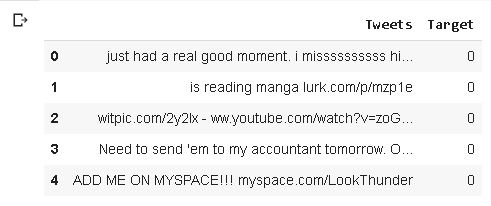 Tweets Target
0 just had a real good moment. i missssssssss hi... 0
1 is reading manga lurk.com/p/mzp1e 0
2 witpic.com/2y2lx - ww.youtube.com/watch?v=zoG... 0
3 Need to send 'em to my accountant tomorrow. O... 0
4 ADD ME ON MYSPACE!!! myspace.com/LookThunder 0